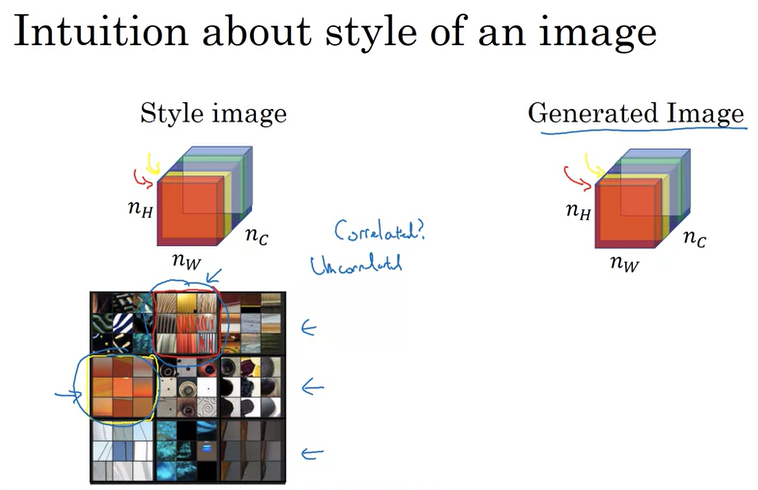 Intuition about style of an image
Style image
Generated Image
n_H
n_C
n_W
n_H
n_C
n_W
Correlated?
Uncorrelated